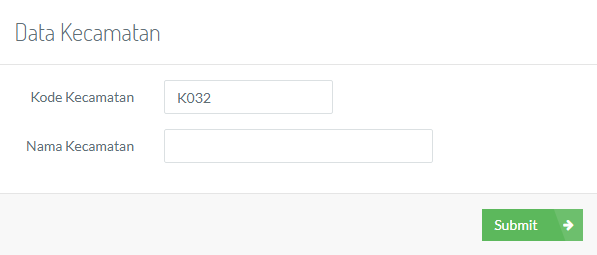 Data Kecamatan
Kode Kecamatan K032
Nama Kecamatan
Submit